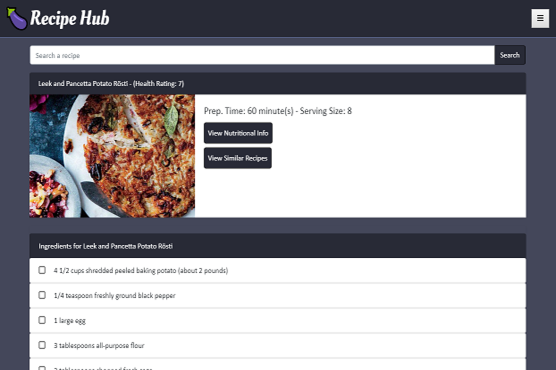 Recipe Hub
Search a recipe
Search
Leek and Pancetta Potato Rösti - (Health Rating: 7)
Prep. Time: 60 minute(s) - Serving Size: 8
View Nutritional Info
View Similar Recipes
Ingredients for Leek and Pancetta Potato Rösti
4 1/2 cups shredded peeled baking potato (about 2 pounds)
1/4 teaspoon freshly ground black pepper
1 large egg
3 tablespoons all-purpose flour